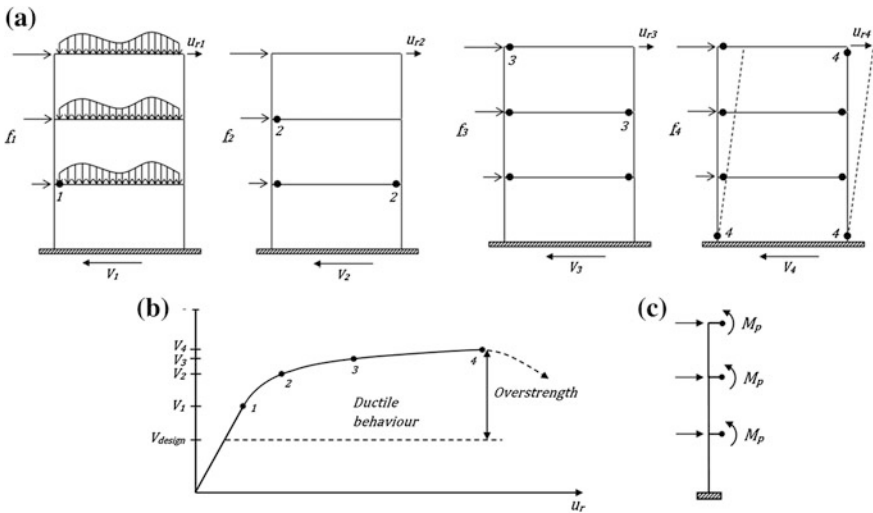 (a)
u_r1
u_r2
u_r3
u_r4
f_1
f_2
f_3
f_4
1
2
2
3
3
4
4
4
V_1
V_2
V_3
V_4
(b)
V_4
V_3
V_2
V_1
V_design
1
2
3
4
Ductile
behaviour
Overstrength
u_r
(c)
M_p
M_p
M_p